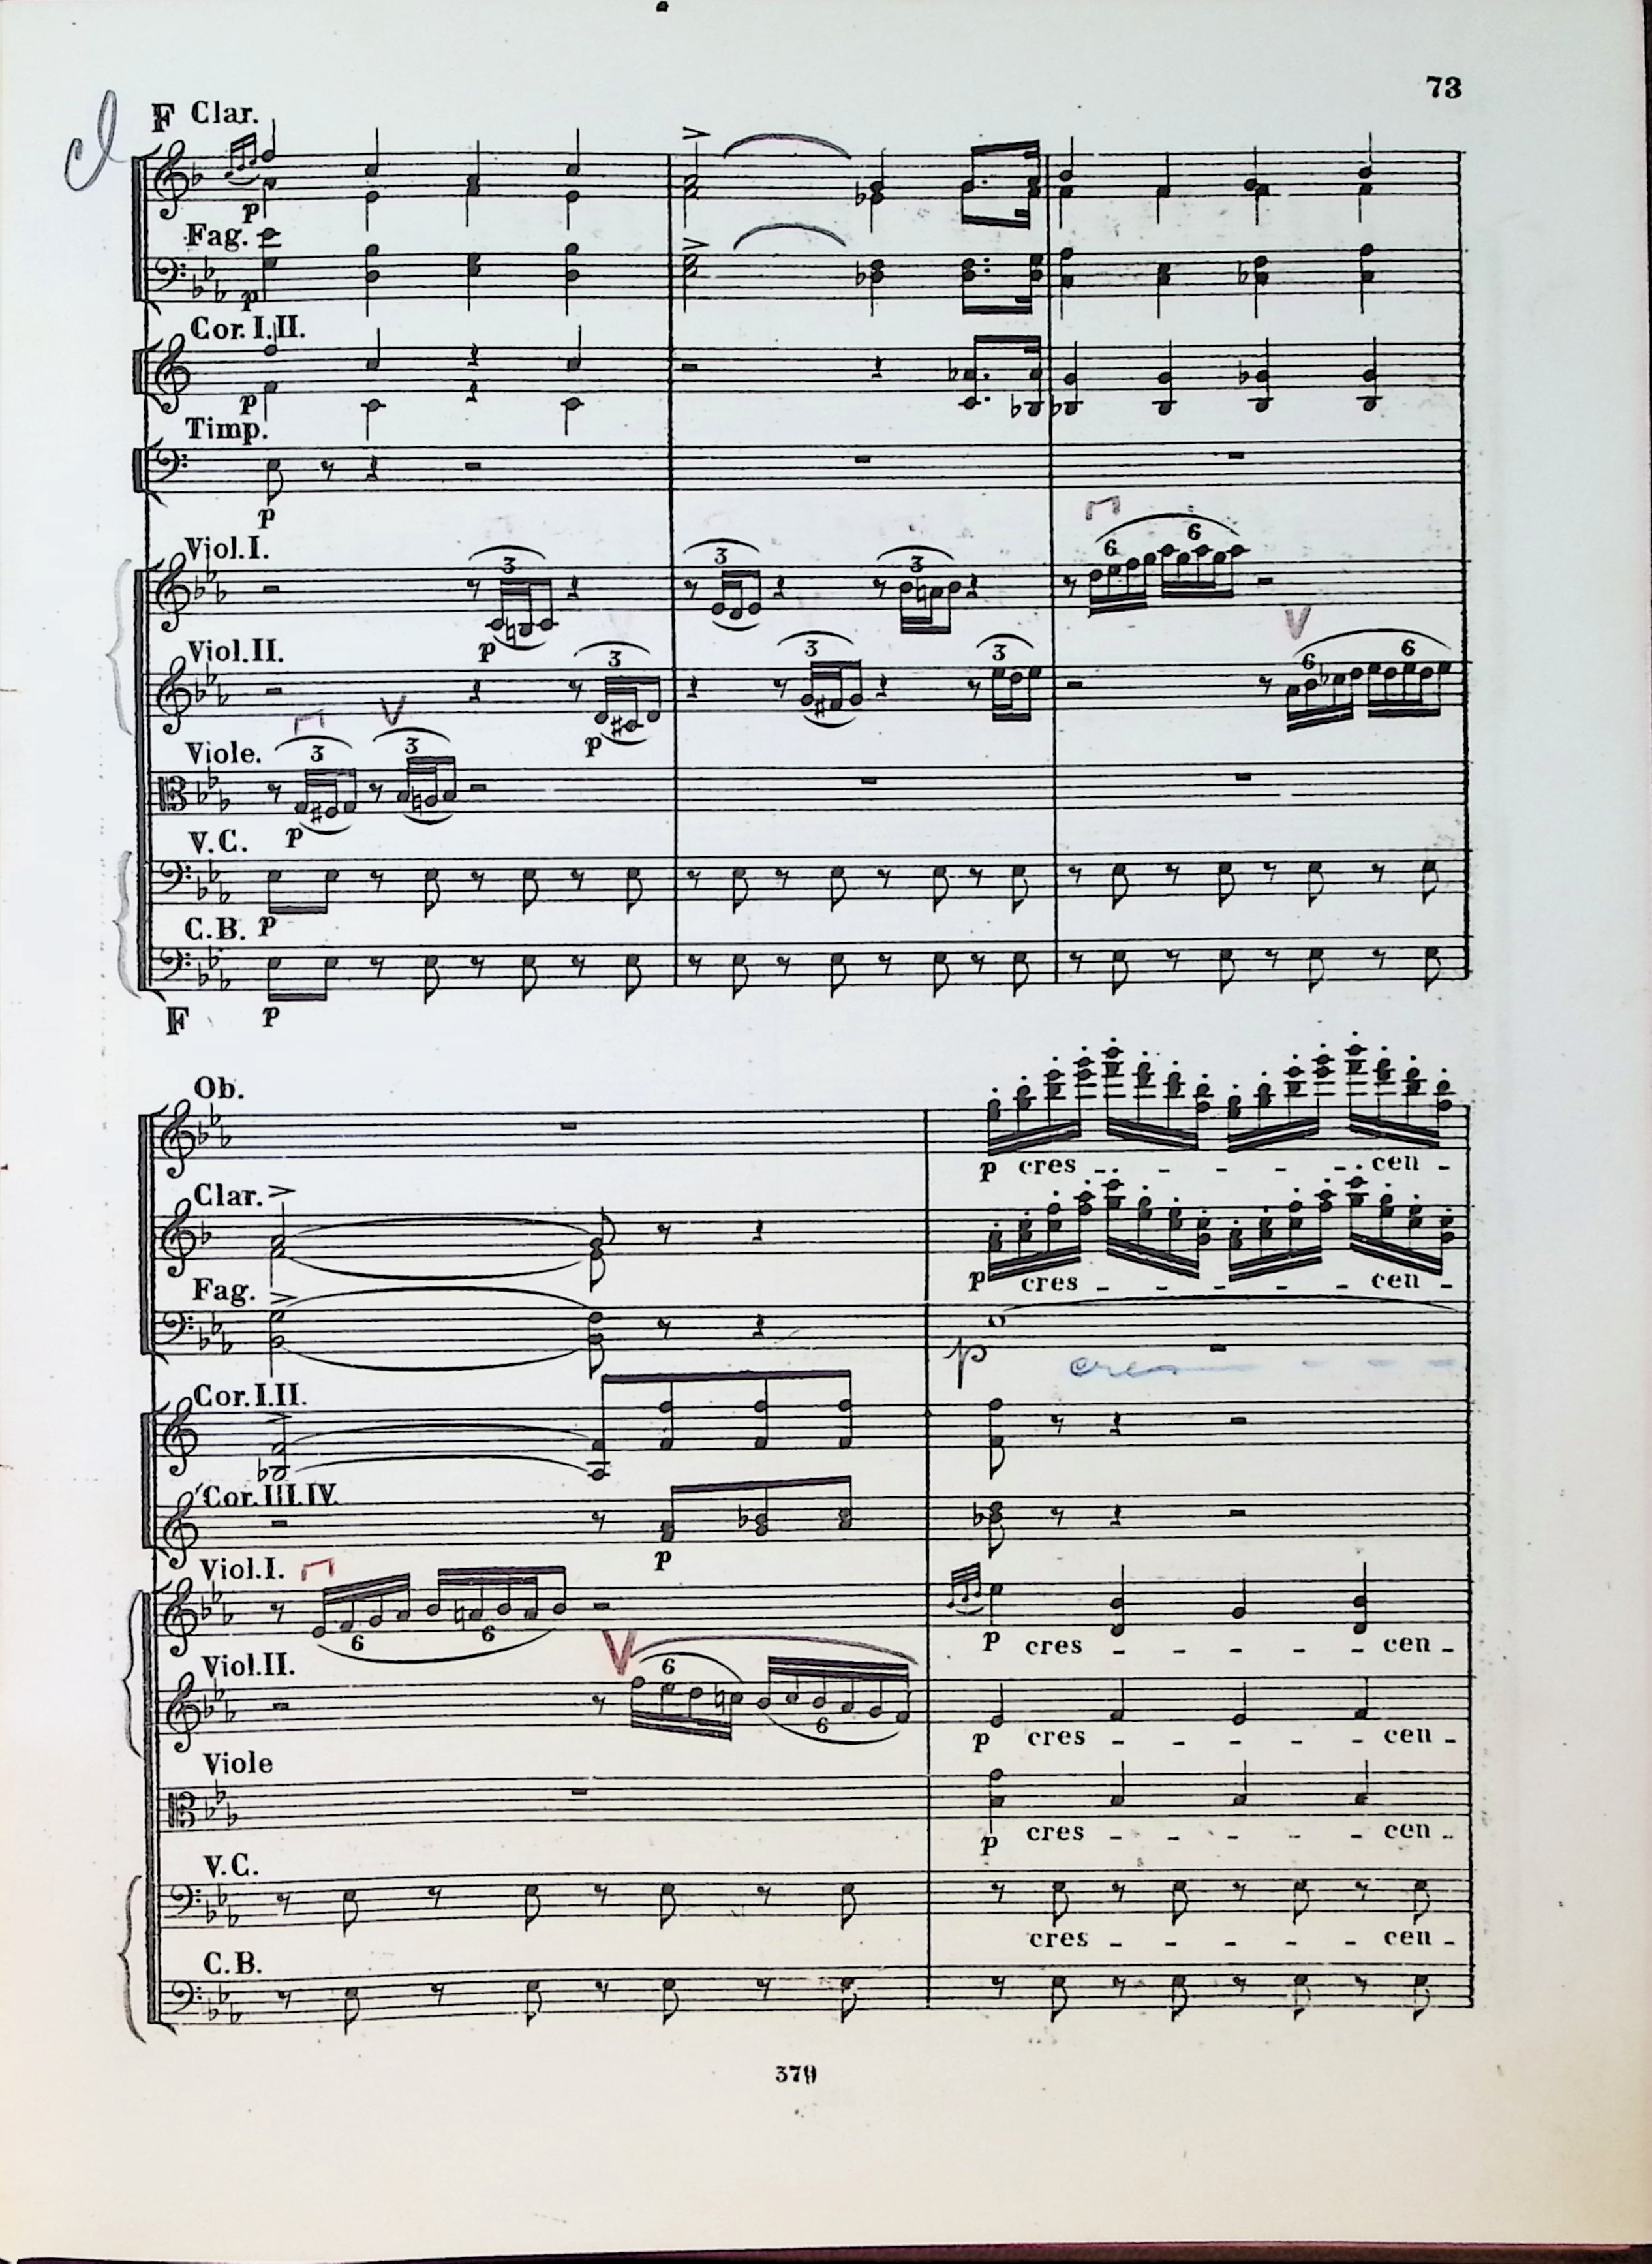 73
F Clar.
p
Fag.
p
Cor. I.II.
p
Timp.
p
Viol. I.
3 3 3
p
6 6
Viol. II.
3 3 3
p
6 6
Viole.
3 3
p
V.C.
p
C.B.
p
F
Ob.
p cres - - - - - cen -
Clar.
p cres - - - - - cen -
Fag.
p cres - - - -
Cor. I.II.
Cor. III.IV.
p
Viol. I.
6 6
p cres - - - - - cen -
Viol. II.
6 6
p cres - - - - - cen -
Viole
p cres - - - - - cen -
V.C.
cres - - - - - cen -
C.B.
379